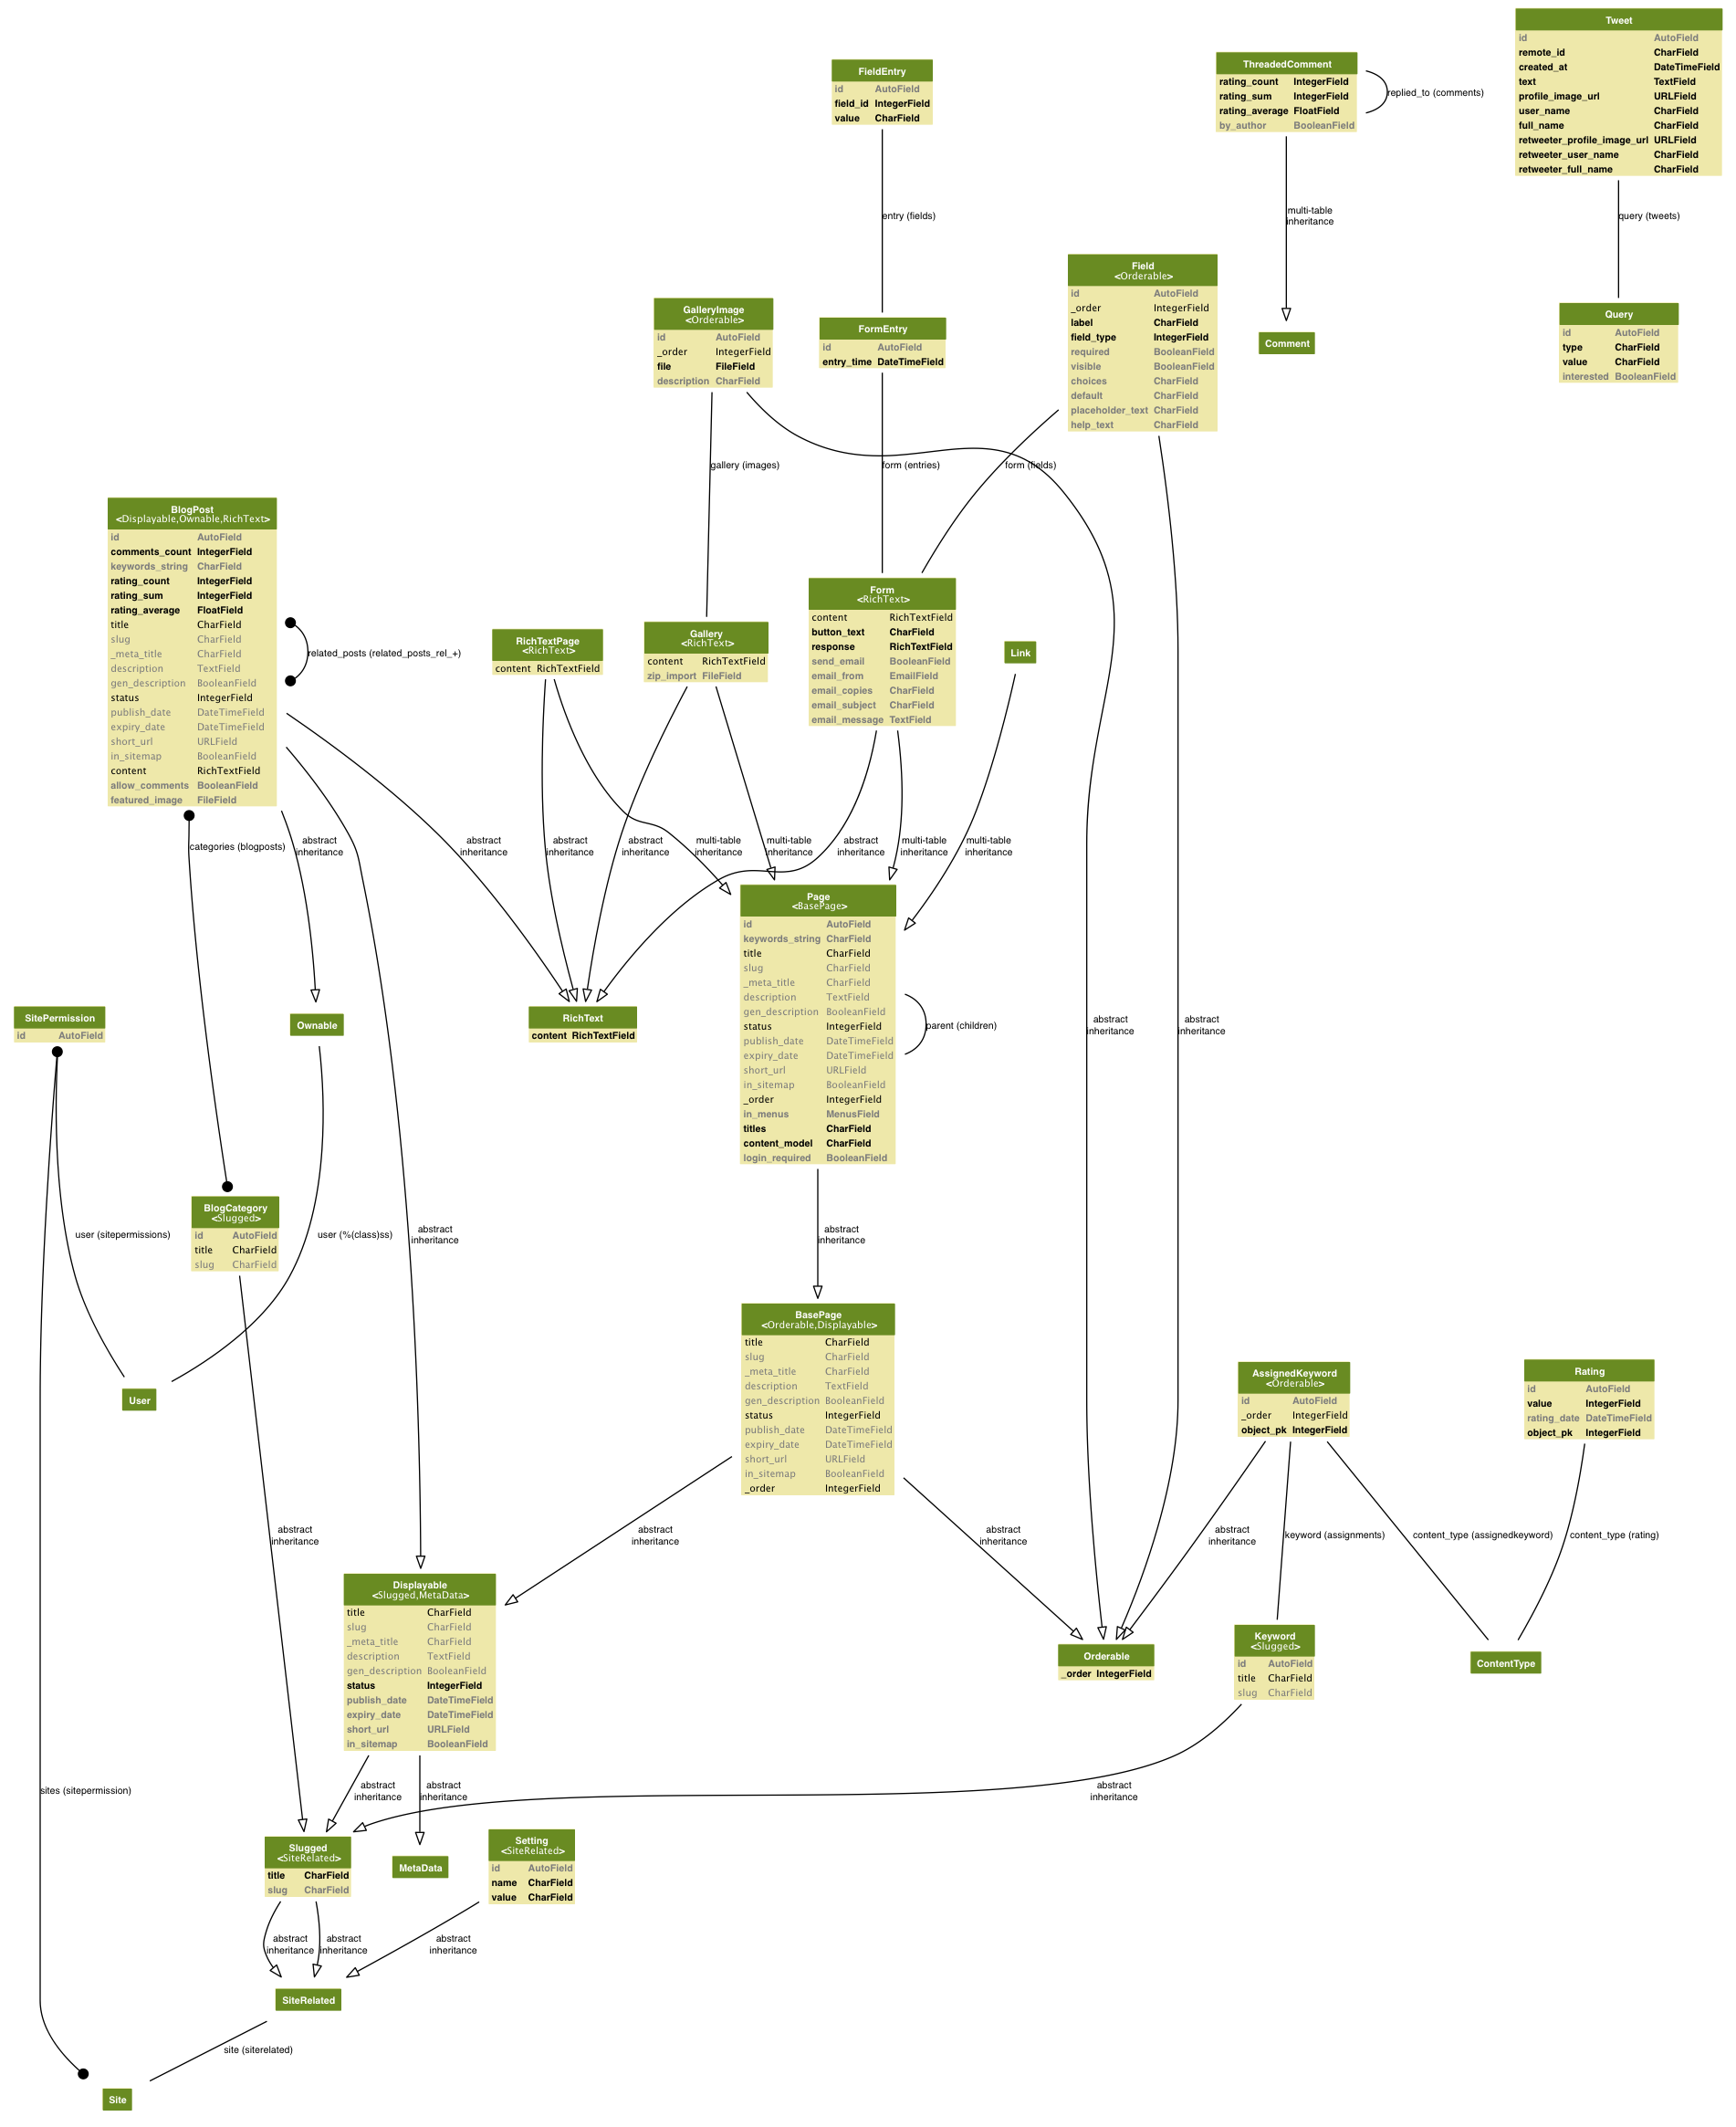 Tweet
id AutoField
remote_id CharField
created_at DateTimeField
text TextField
profile_image_url URLField
user_name CharField
full_name CharField
retweeter_profile_image_url URLField
retweeter_user_name CharField
retweeter_full_name CharField
ThreadedComment
rating_count IntegerField
rating_sum IntegerField
rating_average FloatField
by_author BooleanField
replied_to (comments)
FieldEntry
id AutoField
field_id IntegerField
value CharField
entry (fields)
multi-table
inheritance
query (tweets)
Field
<Orderable>
id AutoField
_order IntegerField
label CharField
field_type IntegerField
required BooleanField
visible BooleanField
choices CharField
default CharField
placeholder_text CharField
help_text CharField
GalleryImage
<Orderable>
id AutoField
_order IntegerField
file FileField
description CharField
FormEntry
id AutoField
entry_time DateTimeField
Comment
Query
id AutoField
type CharField
value CharField
interested BooleanField
gallery (images)
form (entries)
form (fields)
BlogPost
<Displayable,Ownable,RichText>
id AutoField
comments_count IntegerField
keywords_string CharField
rating_count IntegerField
rating_sum IntegerField
rating_average FloatField
title CharField
slug CharField
_meta_title CharField
description TextField
gen_description BooleanField
status IntegerField
publish_date DateTimeField
expiry_date DateTimeField
short_url URLField
in_sitemap BooleanField
content RichTextField
allow_comments BooleanField
featured_image FileField
related_posts (related_posts_rel_+)
RichTextPage
<RichText>
content RichTextField
Gallery
<RichText>
content RichTextField
zip_import FileField
Form
<RichText>
content RichTextField
button_text CharField
response RichTextField
send_email BooleanField
email_from EmailField
email_copies CharField
email_subject CharField
email_message TextField
Link
categories (blogposts)
abstract
inheritance
abstract
inheritance
abstract
inheritance
abstract
inheritance
multi-table
inheritance
multi-table
inheritance
abstract
inheritance
multi-table
inheritance
multi-table
inheritance
Page
<BasePage>
id AutoField
keywords_string CharField
title CharField
slug CharField
_meta_title CharField
description TextField
gen_description BooleanField
status IntegerField
publish_date DateTimeField
expiry_date DateTimeField
short_url URLField
in_sitemap BooleanField
_order IntegerField
in_menus MenusField
titles CharField
content_model CharField
login_required BooleanField
parent (children)
SitePermission
id AutoField
Ownable
RichText
content RichTextField
abstract
inheritance
abstract
inheritance
BlogCategory
<Slugged>
id AutoField
title CharField
slug CharField
user (sitepermissions)
user (%(class)ss)
abstract
inheritance
abstract
inheritance
BasePage
<Orderable,Displayable>
title CharField
slug CharField
_meta_title CharField
description TextField
gen_description BooleanField
status IntegerField
publish_date DateTimeField
expiry_date DateTimeField
short_url URLField
in_sitemap BooleanField
_order IntegerField
User
AssignedKeyword
<Orderable>
id AutoField
_order IntegerField
object_pk IntegerField
Rating
id AutoField
value IntegerField
rating_date DateTimeField
object_pk IntegerField
abstract
inheritance
abstract
inheritance
abstract
inheritance
abstract
inheritance
keyword (assignments)
content_type (assignedkeyword)
content_type (rating)
Displayable
<Slugged,MetaData>
title CharField
slug CharField
_meta_title CharField
description TextField
gen_description BooleanField
status IntegerField
publish_date DateTimeField
expiry_date DateTimeField
short_url URLField
in_sitemap BooleanField
Orderable
_order IntegerField
Keyword
<Slugged>
id AutoField
title CharField
slug CharField
ContentType
sites (sitepermission)
abstract
inheritance
abstract
inheritance
abstract
inheritance
Slugged
<SiteRelated>
title CharField
slug CharField
MetaData
Setting
<SiteRelated>
id AutoField
name CharField
value CharField
abstract
inheritance
abstract
inheritance
abstract
inheritance
SiteRelated
site (siterelated)
Site